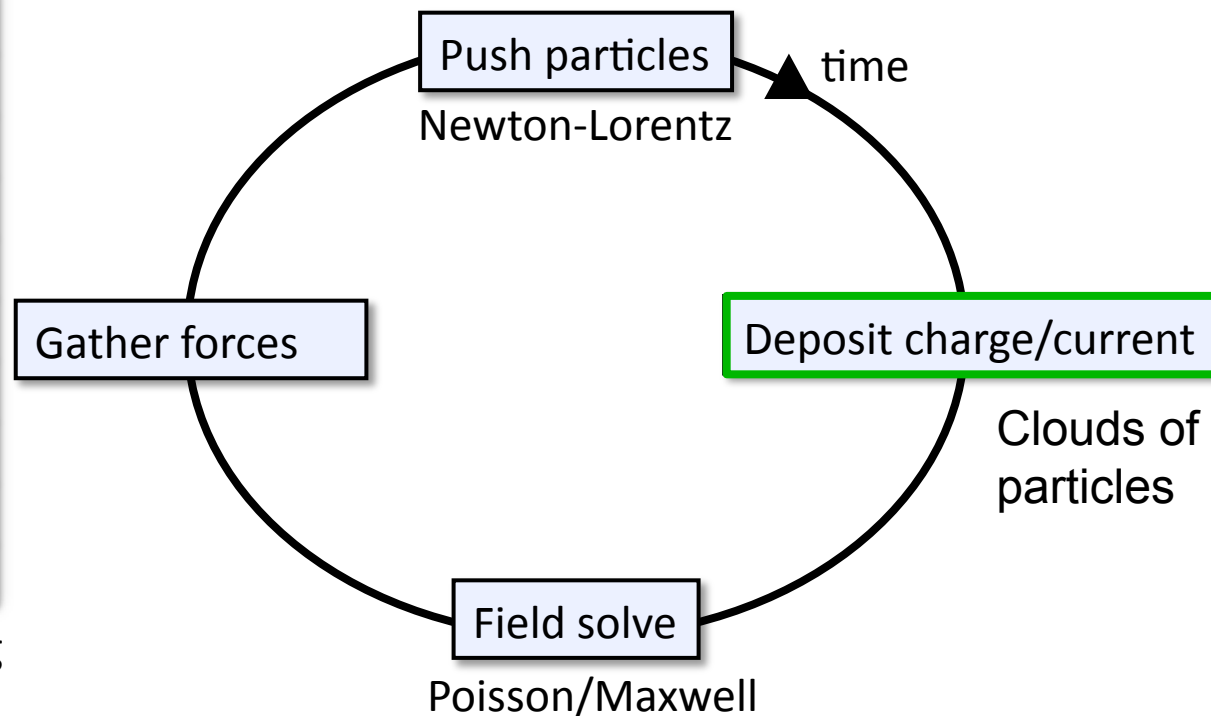 Push particles
time
Newton-Lorentz
Gather forces
Deposit charge/current
Clouds of
particles
Field solve
Poisson/Maxwell